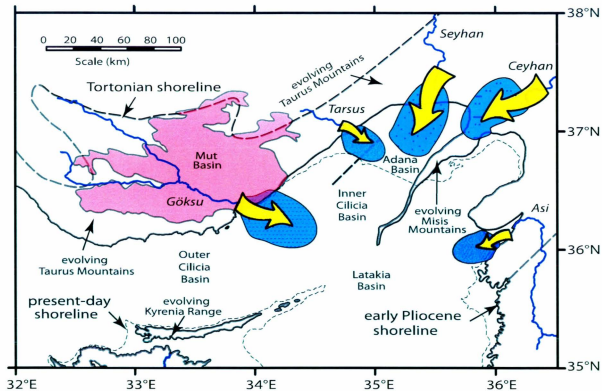 38°N
Seyhan
0 20 40 60 80 100
Scale (km)
evolving
Taurus Mountains
Ceyhan
Tortonian shoreline
Tarsus
37°N
Mut
Basin
Adana
Basin
Göksu
Inner
Cilicia
Basin
evolving
Misis
Mountains
Asi
evolving
Taurus Mountains
Outer
Cilicia
Basin
36°N
Latakia
Basin
present-day
shoreline
evolving
Kyrenia Range
early Pliocene
shoreline
35°N
32°E 33°E 34°E 35°E 36°E